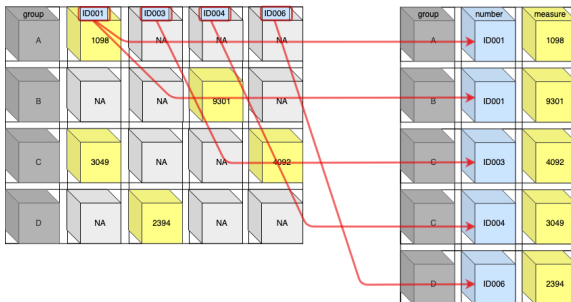 group ID001 ID003 ID004 ID006
A 1098 NA NA NA
B NA NA 9301 NA
C 3049 NA NA 4092
D NA 2394 NA NA
group number measure
A ID001 1098
B ID001 9301
C ID003 4092
C ID004 3049
D ID006 2394